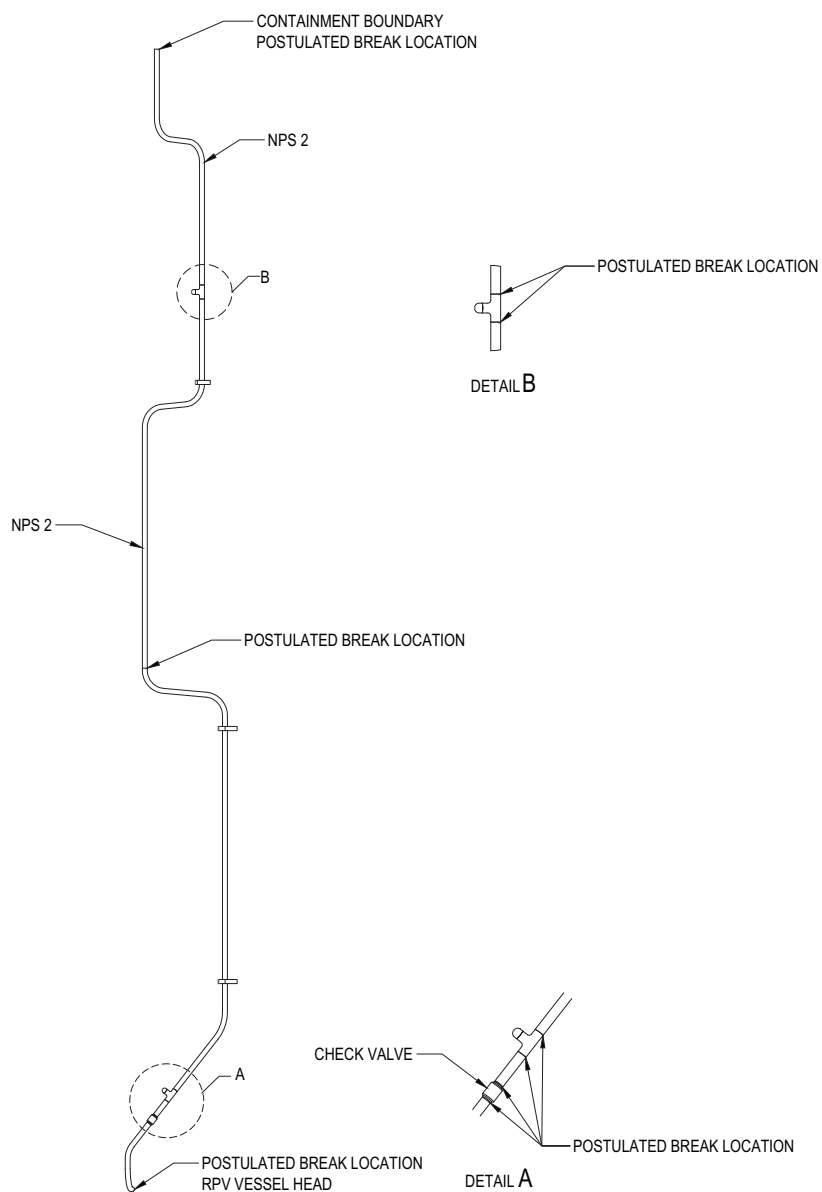 CONTAINMENT BOUNDARY
POSTULATED BREAK LOCATION
NPS 2
B
POSTULATED BREAK LOCATION
DETAIL B
NPS 2
POSTULATED BREAK LOCATION
CHECK VALVE
A
POSTULATED BREAK LOCATION
POSTULATED BREAK LOCATION
RPV VESSEL HEAD
DETAIL A